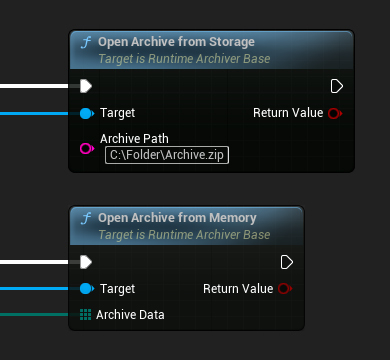 f Open Archive from Storage
Target is Runtime Archiver Base
Target
Return Value
Archive Path
C:\Folder\Archive.zip
f Open Archive from Memory
Target is Runtime Archiver Base
Target
Return Value
Archive Data